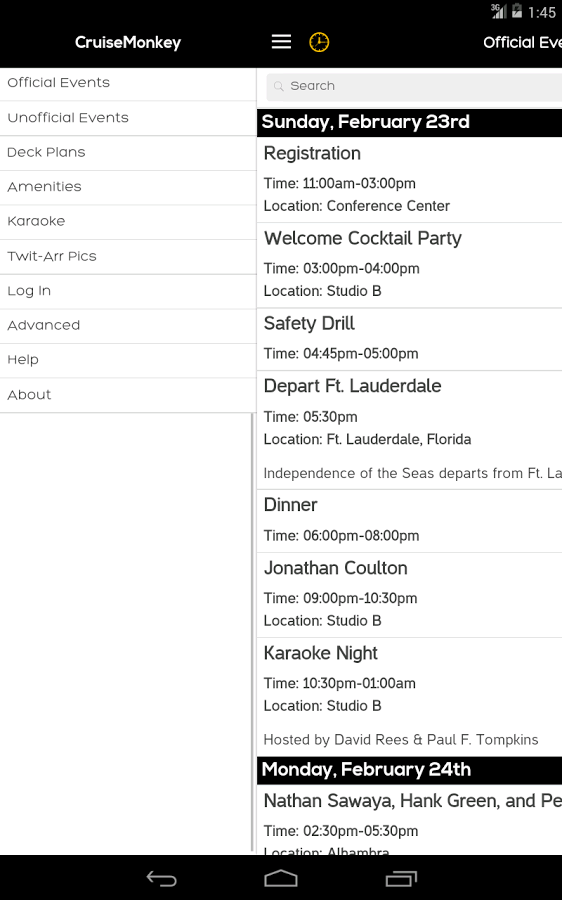 3G 1:45
CruiseMonkey
Official Events
Unofficial Events
Deck Plans
Amenities
Karaoke
Twit-Arr Pics
Log In
Advanced
Help
About
Official Eve
Search
Sunday, February 23rd
Registration
Time: 11:00am-03:00pm
Location: Conference Center
Welcome Cocktail Party
Time: 03:00pm-04:00pm
Location: Studio B
Safety Drill
Time: 04:45pm-05:00pm
Depart Ft. Lauderdale
Time: 05:30pm
Location: Ft. Lauderdale, Florida
Independence of the Seas departs from Ft. La
Dinner
Time: 06:00pm-08:00pm
Jonathan Coulton
Time: 09:00pm-10:30pm
Location: Studio B
Karaoke Night
Time: 10:30pm-01:00am
Location: Studio B
Hosted by David Rees & Paul F. Tompkins
Monday, February 24th
Nathan Sawaya, Hank Green, and Pe
Time: 02:30pm-05:30pm
Location: Alhambra